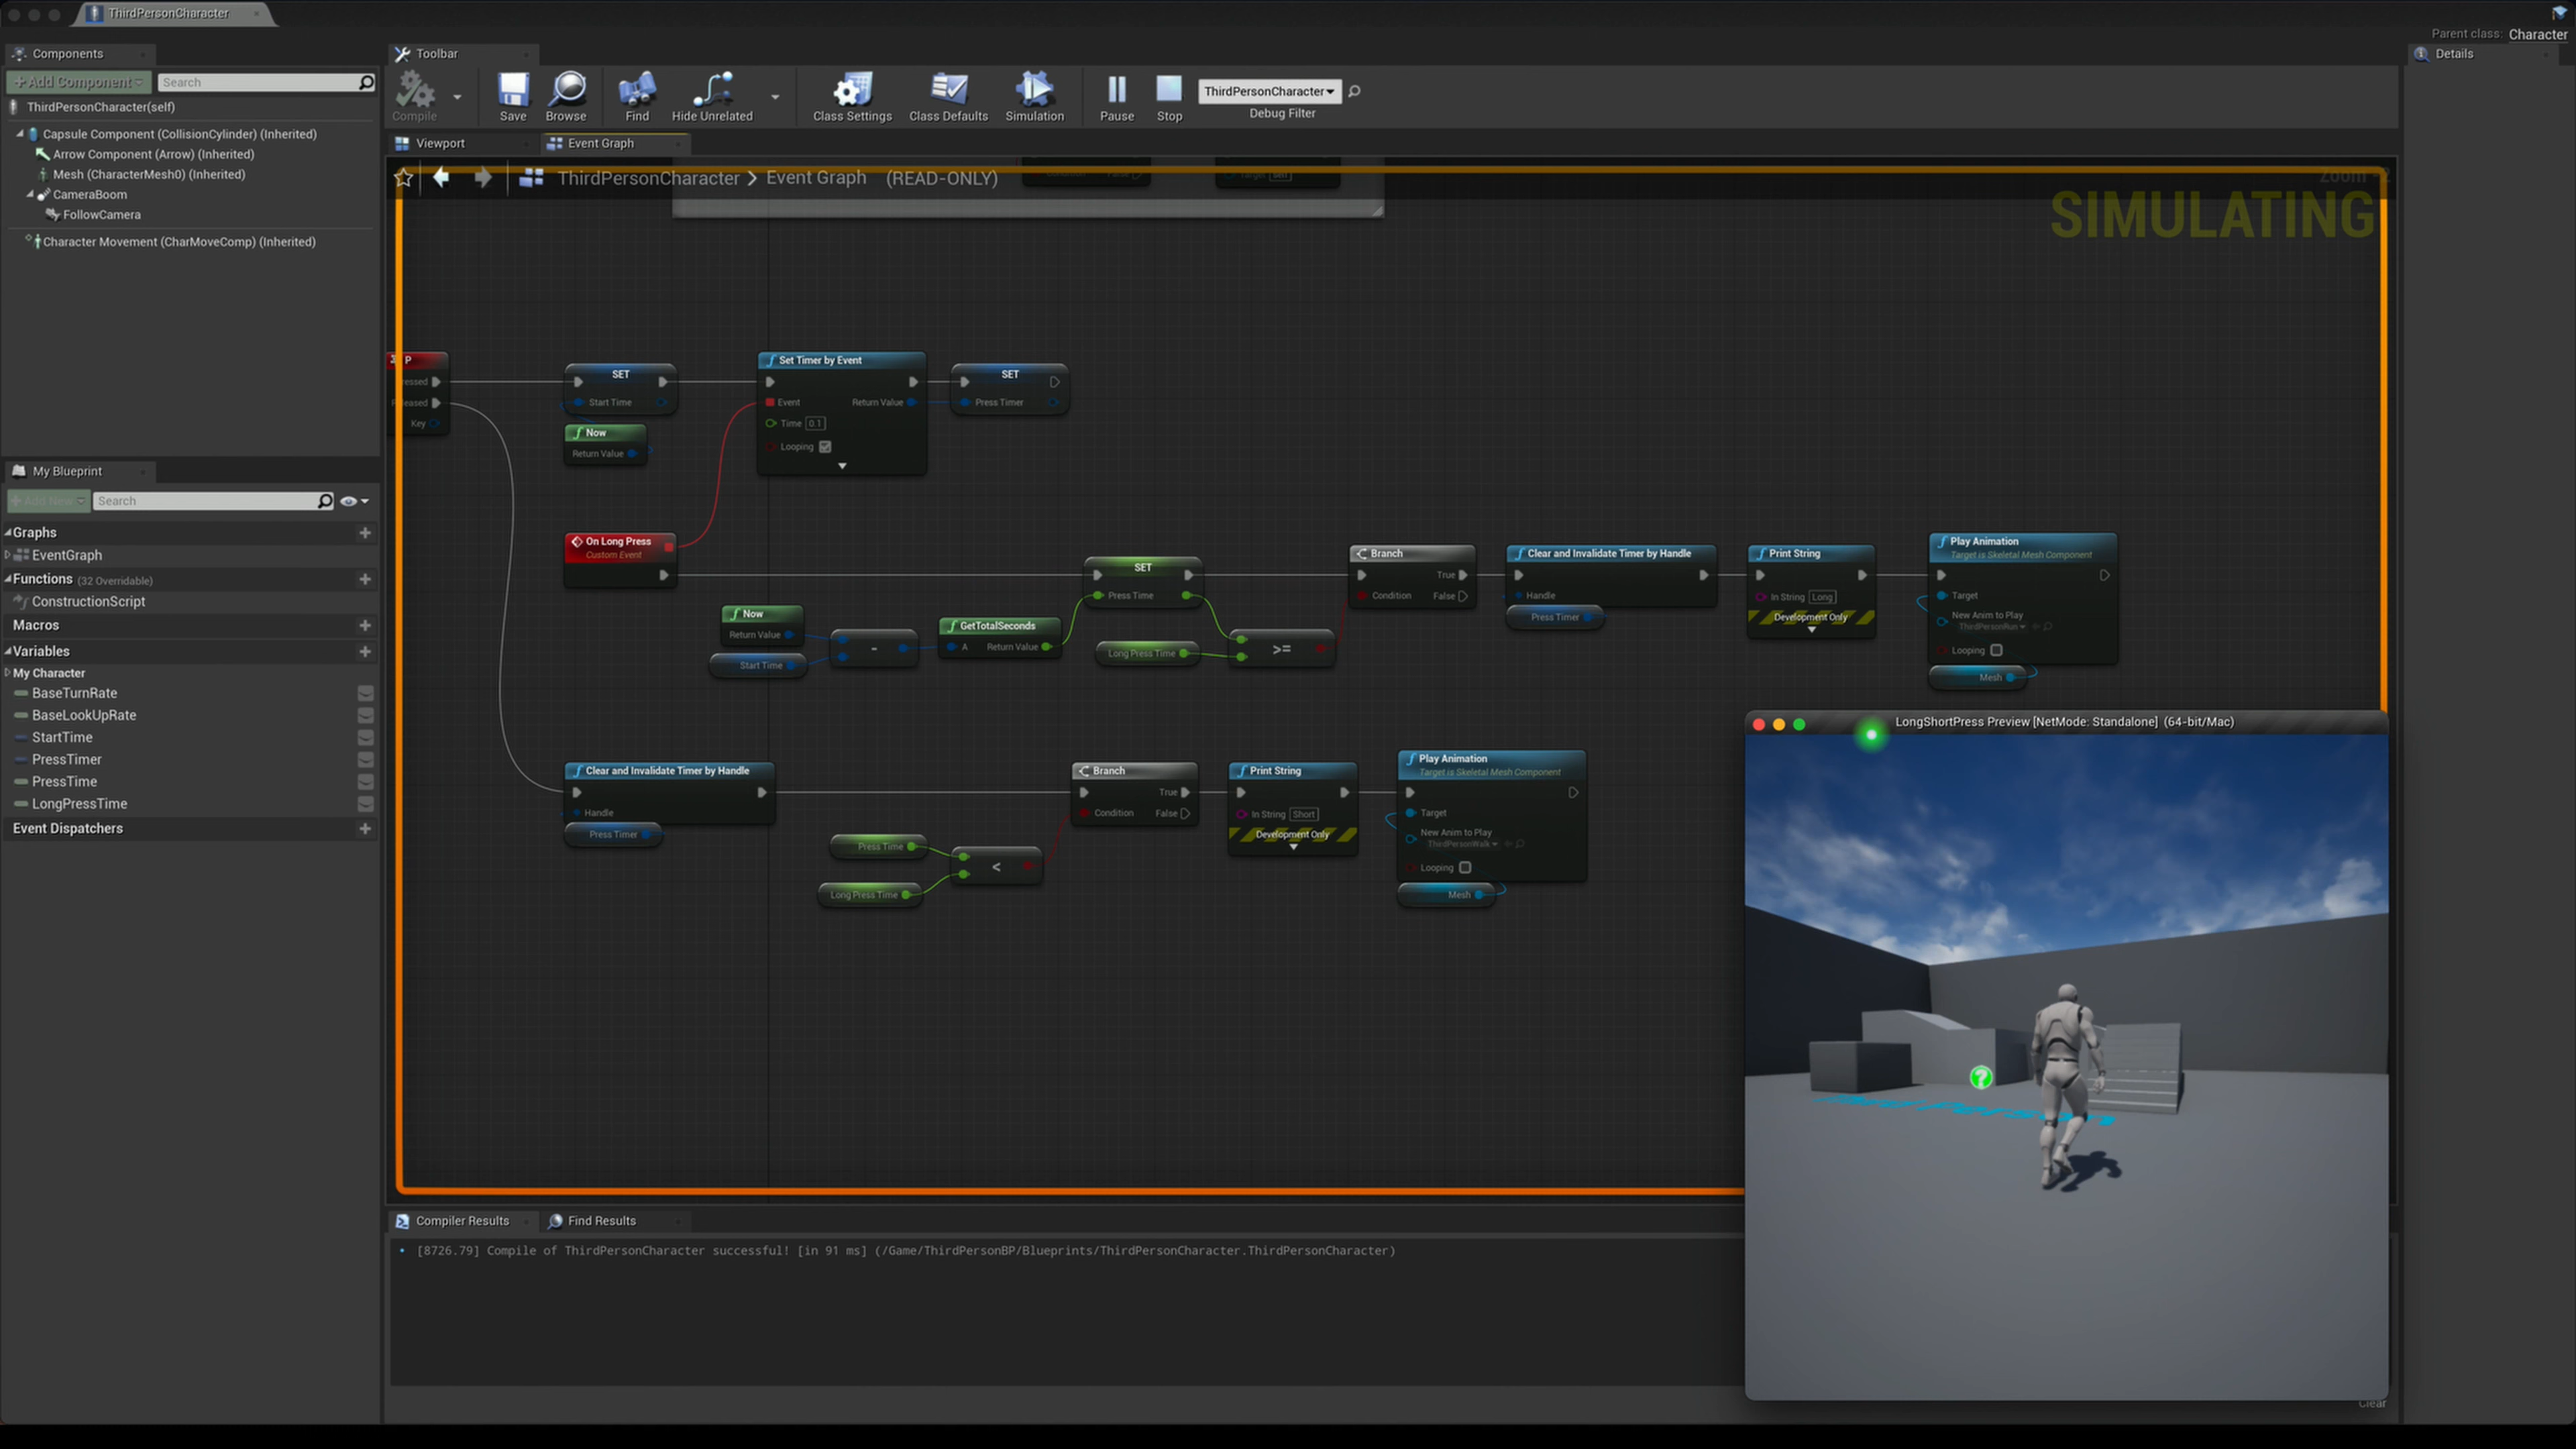 ThirdPersonCharacter
Parent class: Character
Components
Toolbar
Details
Add Component
Search
ThirdPersonCharacter(self)
Capsule Component (CollisionCylinder) (Inherited)
Arrow Component (Arrow) (Inherited)
Mesh (CharacterMesh0) (Inherited)
CameraBoom
FollowCamera
Character Movement (CharMoveComp) (Inherited)
Compile
Save
Browse
Find
Hide Unrelated
Class Settings
Class Defaults
Simulation
Pause
Stop
ThirdPersonCharacter
Debug Filter
Viewport
Event Graph
ThirdPersonCharacter > Event Graph (READ-ONLY)
Zoom -2
SIMULATING
P
Key
SET
Start Time
Now
Return Value
Set Timer by Event
Event
Return Value
Time 0.1
Looping
SET
Press Timer
On Long Press
Custom Event
Now
Return Value
Start Time
-
GetTotalSeconds
A Return Value
SET
Press Time
Long Press Time
>=
Branch
True
Condition False
Clear and Invalidate Timer by Handle
Handle
Press Timer
Print String
In String Long
Development Only
Play Animation
Target is Skeletal Mesh Component
Target
New Anim to Play
ThirdPersonRun
Looping
Mesh
Clear and Invalidate Timer by Handle
Handle
Press Timer
Press Time
Long Press Time
<
Branch
True
Condition False
Print String
In String Short
Development Only
Play Animation
Target is Skeletal Mesh Component
Target
New Anim to Play
ThirdPersonWalk
Looping
Mesh
My Blueprint
Add New
Search
Graphs
EventGraph
Functions (32 Overridable)
ConstructionScript
Macros
Variables
My Character
BaseTurnRate
BaseLookUpRate
StartTime
PressTimer
PressTime
LongPressTime
Event Dispatchers
LongShortPress Preview [NetMode: Standalone] (64-bit/Mac)
Compiler Results
Find Results
[8726.79] Compile of ThirdPersonCharacter successful! [in 91 ms] (/Game/ThirdPersonBP/Blueprints/ThirdPersonCharacter.ThirdPersonCharacter)
Clear